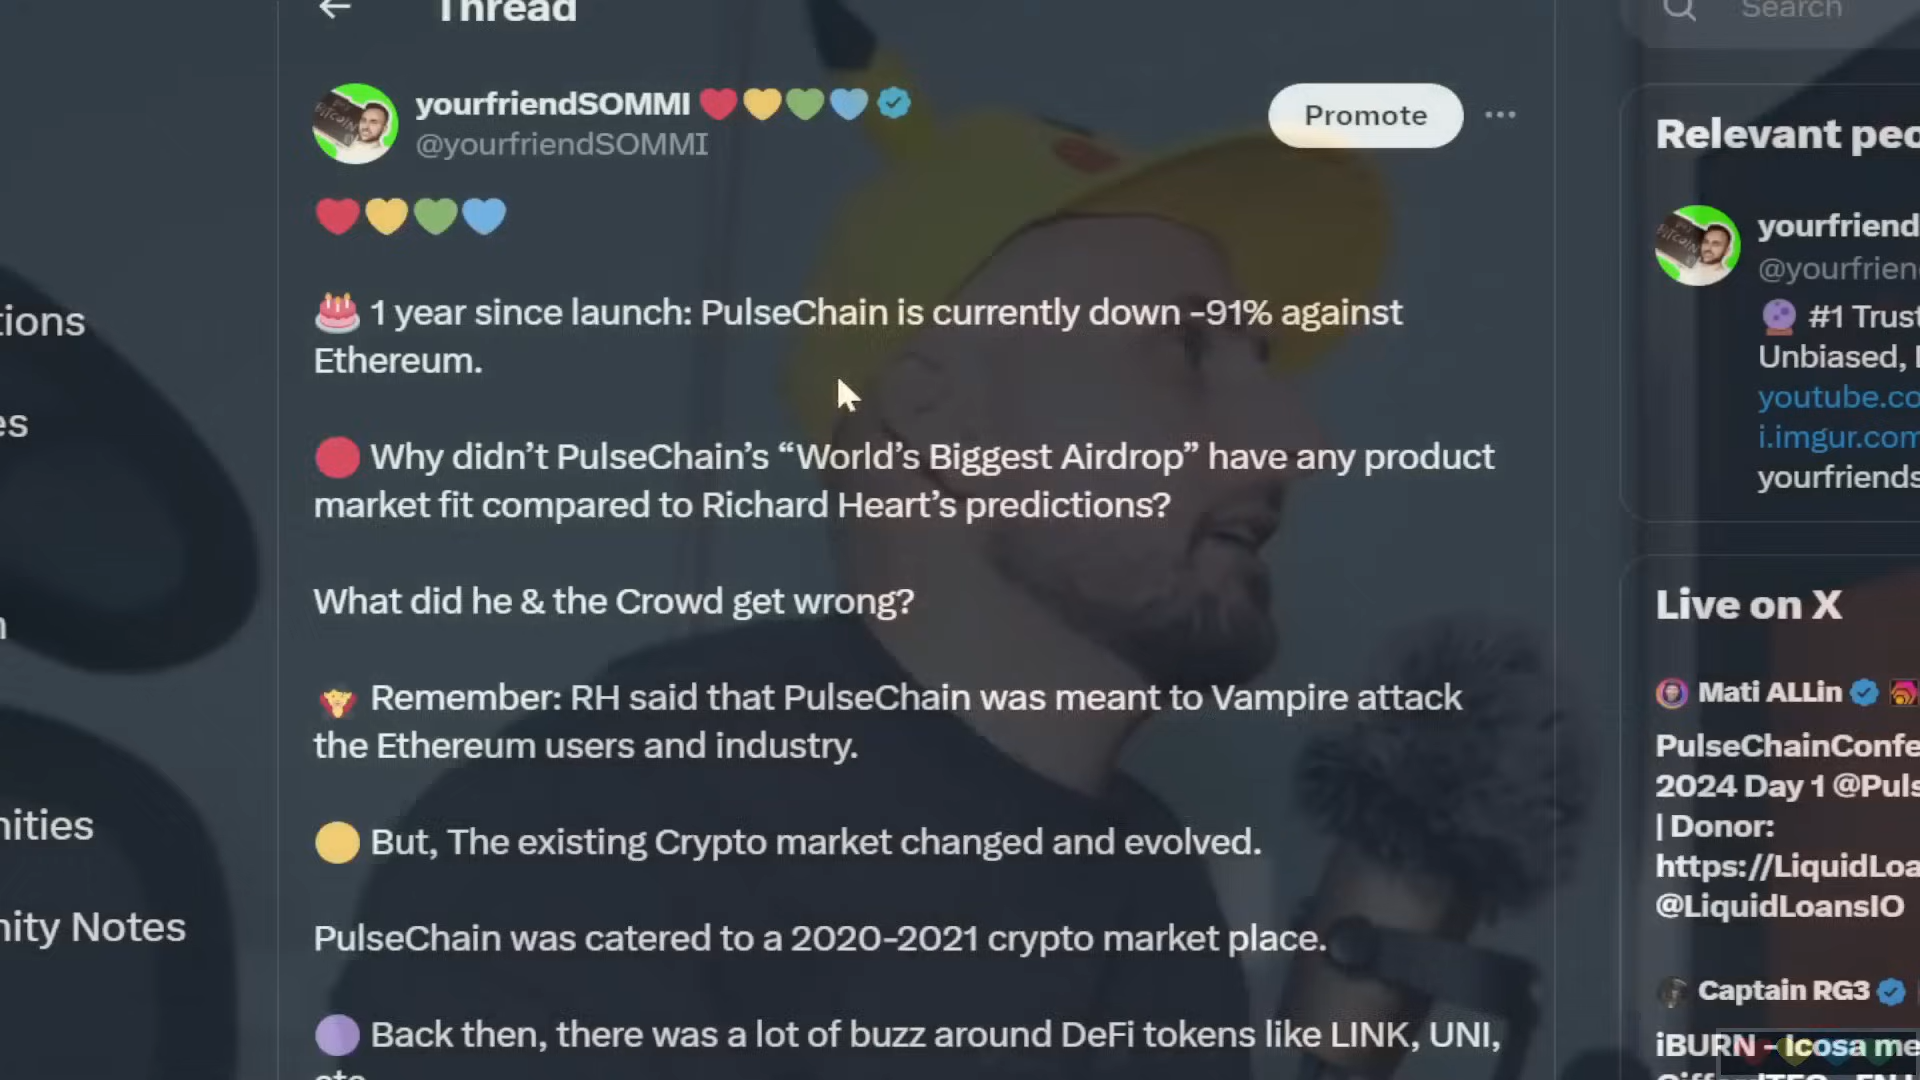 Thread
Search
yourfriendSOMMI
@yourfriendSOMMI
Promote
1 year since launch: PulseChain is currently down -91% against
Ethereum.
Why didn't PulseChain's “World's Biggest Airdrop” have any product
market fit compared to Richard Heart's predictions?
What did he & the Crowd get wrong?
Remember: RH said that PulseChain was meant to Vampire attack
the Ethereum users and industry.
But, The existing Crypto market changed and evolved.
PulseChain was catered to a 2020-2021 crypto market place.
Back then, there was a lot of buzz around DeFi tokens like LINK, UNI,
etc
tions
es
n
nities
nity Notes
Relevant peo
yourfriend
@yourfrien
#1 Trust
Unbiased,
youtube.co
i.imgur.com
yourfriends
Live on X
Mati ALLin
PulseChainConfe
2024 Day 1 @Puls
| Donor:
https://LiquidLoa
@LiquidLoansIO
Captain RG3
iBURN - Icosa me